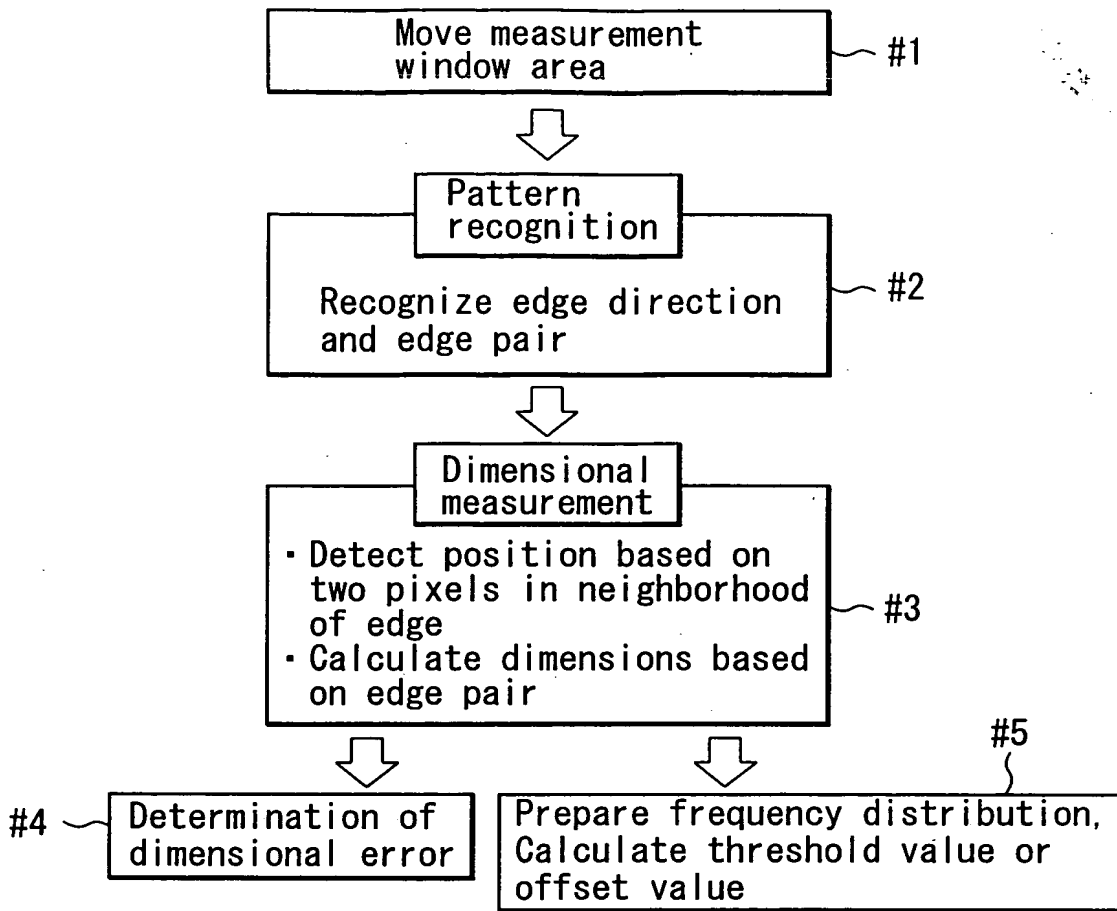 Move measurement
window area
#1
Pattern
recognition
Recognize edge direction
and edge pair
#2
Dimensional
measurement
・Detect position based on
two pixels in neighborhood
of edge
・Calculate dimensions based
on edge pair
#3
#4
Determination of
dimensional error
#5
Prepare frequency distribution,
Calculate threshold value or
offset value